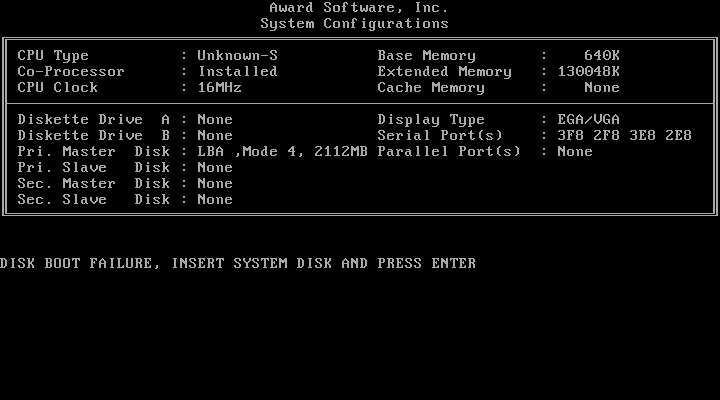 Award Software, Inc.
System Configurations
CPU Type : Unknown-S Base Memory : 640K
Co-Processor : Installed Extended Memory : 130048K
CPU Clock : 16MHz Cache Memory : None
Diskette Drive A : None Display Type : EGA/VGA
Diskette Drive B : None Serial Port(s) : 3F8 2F8 3E8 2E8
Pri. Master Disk : LBA ,Mode 4, 2112MB Parallel Port(s) : None
Pri. Slave Disk : None
Sec. Master Disk : None
Sec. Slave Disk : None
DISK BOOT FAILURE, INSERT SYSTEM DISK AND PRESS ENTER